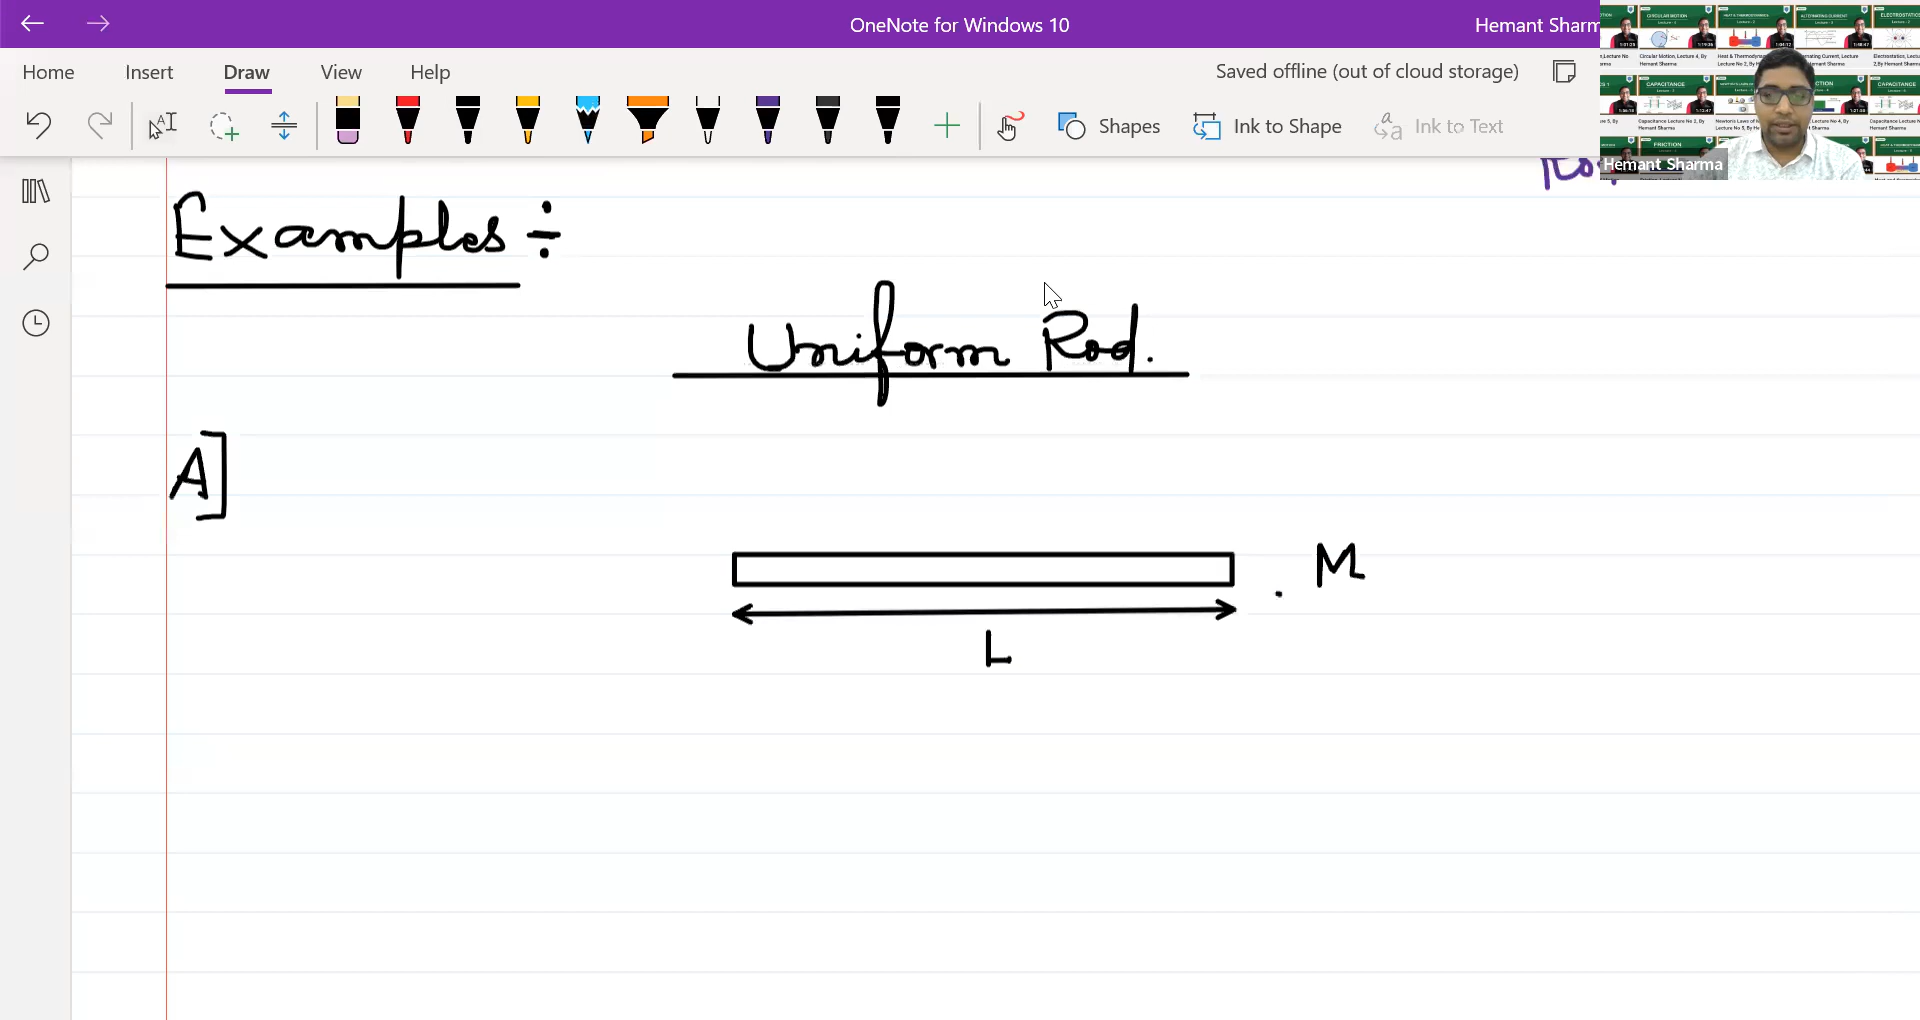 OneNote for Windows 10
Hemant Sharm
Home Insert Draw View Help
Saved offline (out of cloud storage)
Shapes Ink to Shape Ink to Text
Hemant Sharma
Examples ÷
Uniform Rod.
A]
. M
L